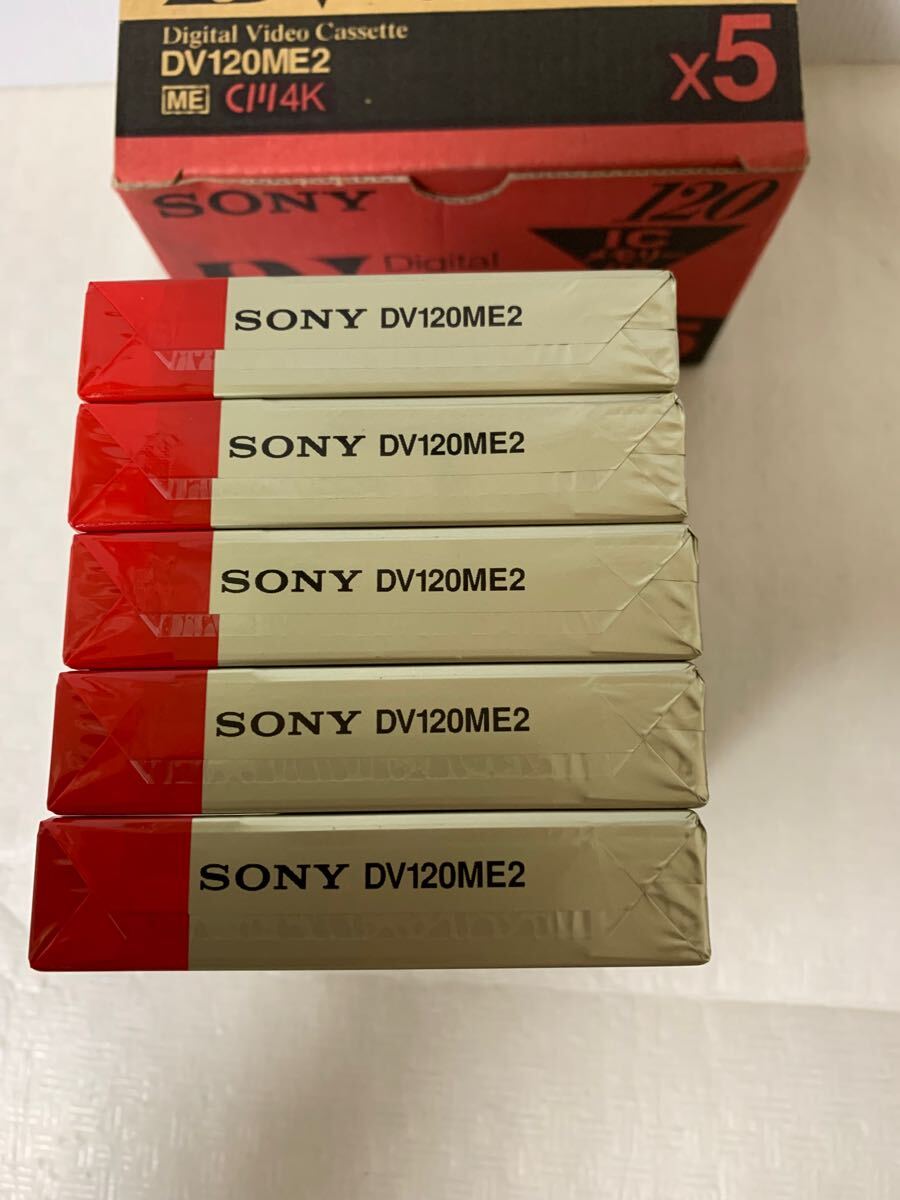 Digital Video Cassette
DV120ME2
X5
ME CM4K
SONY
120
IC
Digital
SONY DV120ME2
SONY DV120ME2
SONY DV120ME2
SONY DV120ME2
SONY DV120ME2